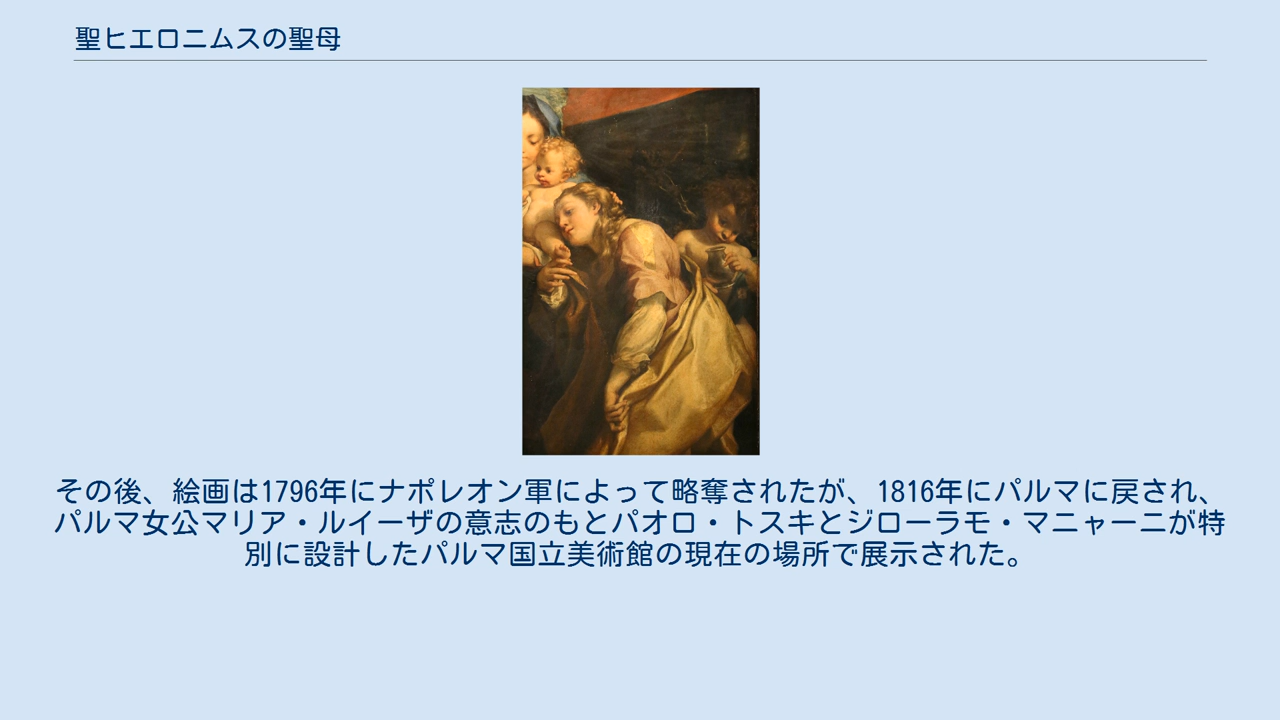 聖ヒエロニムスの聖母
その後、絵画は1796年にナポレオン軍によって略奪されたが、1816年にパルマに戻され、
パルマ女公マリア・ルイーザの意志のもとパオロ・トスキとジローラモ・マニャーニが特
別に設計したパルマ国立美術館の現在の場所で展示された。